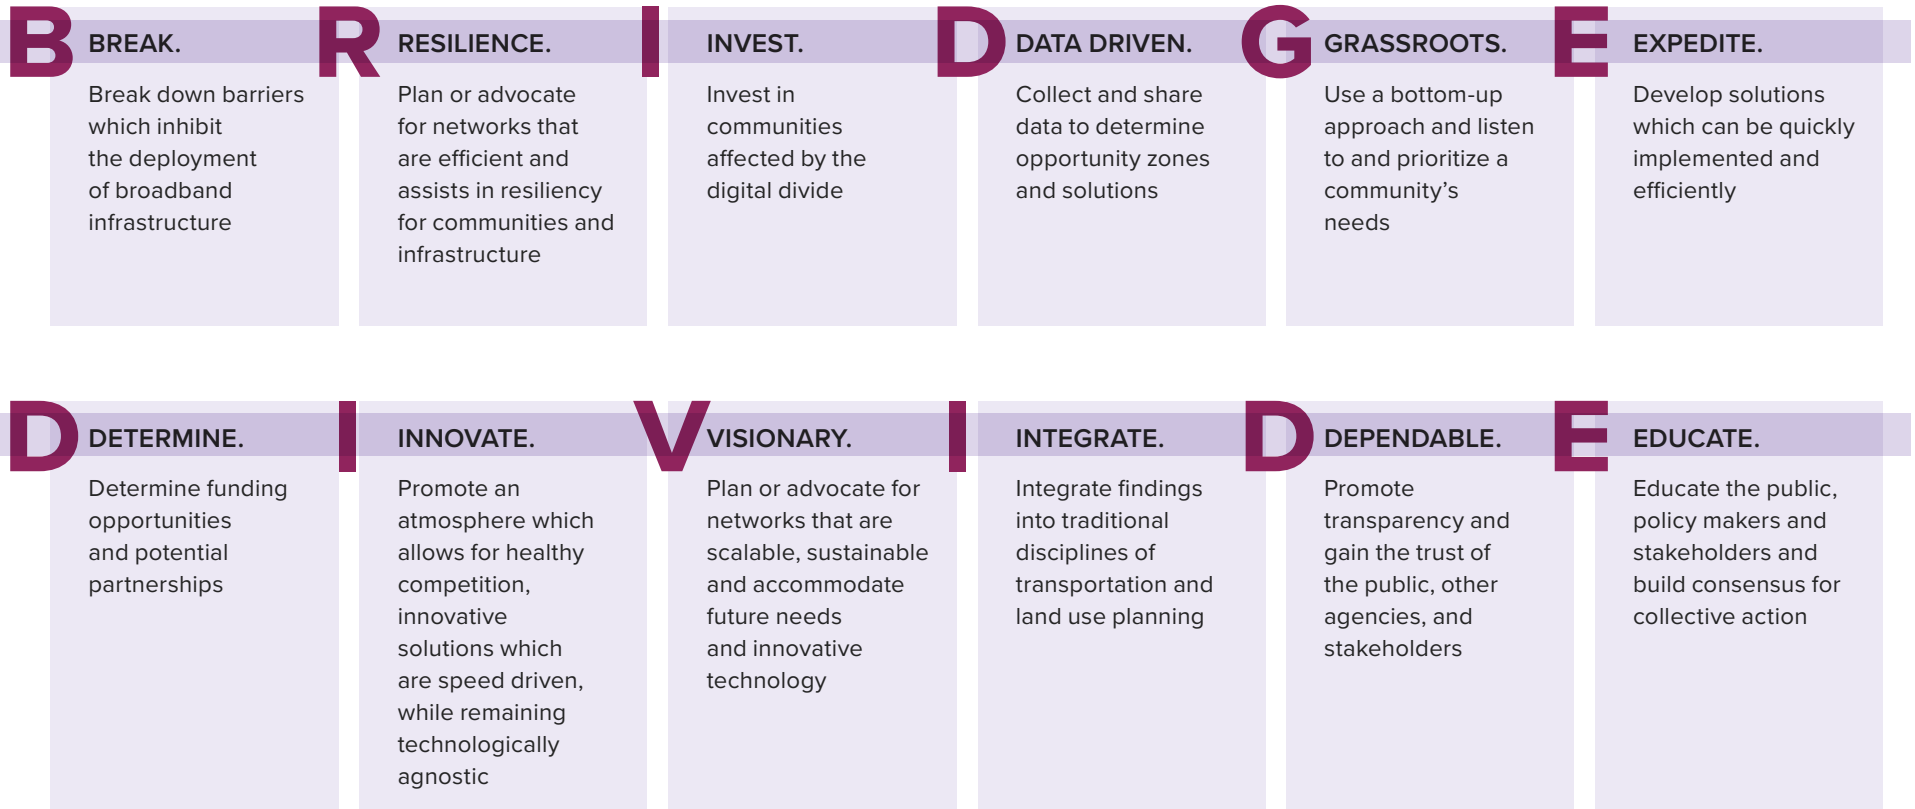 B
BREAK.
Break down barriers
which inhibit
the deployment
of broadband
infrastructure
R
RESILIENCE.
Plan or advocate
for networks that
are efficient and
assists in resiliency
for communities and
infrastructure
I
INVEST.
Invest in
communities
affected by the
digital divide
D
DATA DRIVEN.
Collect and share
data to determine
opportunity zones
and solutions
G
GRASSROOTS.
Use a bottom-up
approach and listen
to and prioritize a
community’s
needs
E
EXPEDITE.
Develop solutions
which can be quickly
implemented and
efficiently
D
DETERMINE.
Determine funding
opportunities
and potential
partnerships
I
INNOVATE.
Promote an
atmosphere which
allows for healthy
competition,
innovative
solutions which
are speed driven,
while remaining
technologically
agnostic
V
VISIONARY.
Plan or advocate for
networks that are
scalable, sustainable
and accommodate
future needs
and innovative
technology
I
INTEGRATE.
Integrate findings
into traditional
disciplines of
transportation and
land use planning
D
DEPENDABLE.
Promote
transparency and
gain the trust of
the public, other
agencies, and
stakeholders
E
EDUCATE.
Educate the public,
policy makers and
stakeholders and
build consensus for
collective action